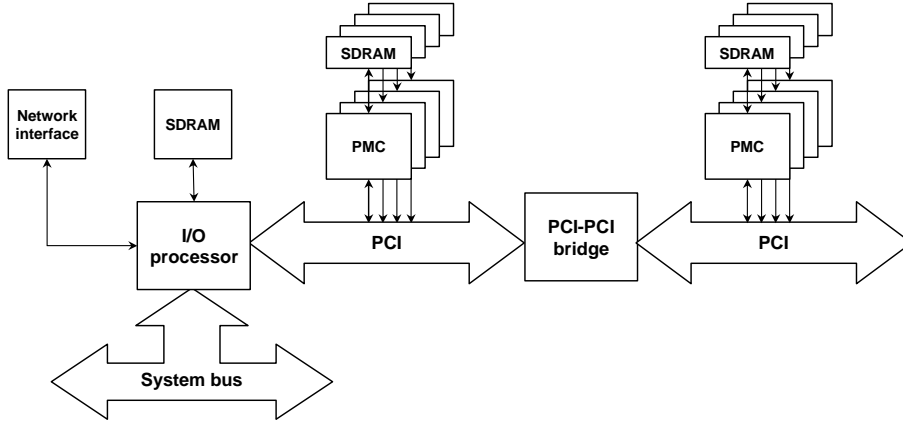 SDRAM
SDRAM
Network
interface
SDRAM
PMC
PMC
I/O
processor
PCI
PCI-PCI
bridge
PCI
System bus